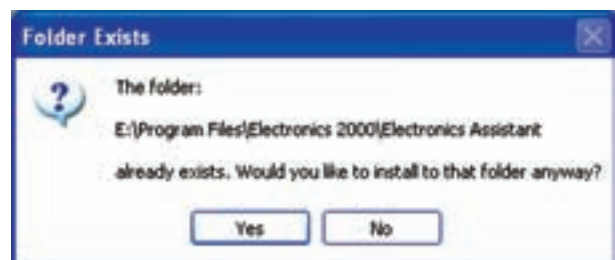 Folder Exists
The folder:
E:\Program Files\Electronics 2000\Electronics Assistant
already exists. Would you like to install to that folder anyway?
Yes No